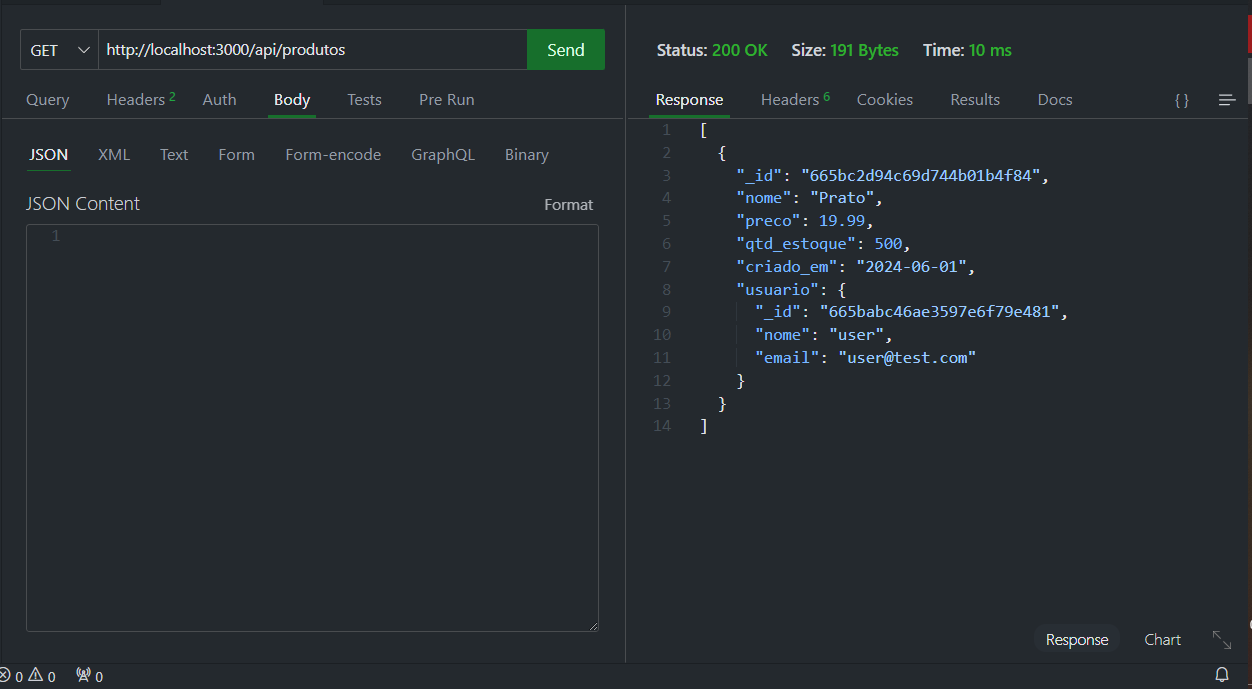 GET http://localhost:3000/api/produtos Send
Query Headers 2 Auth Body Tests Pre Run
JSON XML Text Form Form-encode GraphQL Binary
JSON Content Format
1
Status: 200 OK Size: 191 Bytes Time: 10 ms
Response Headers 6 Cookies Results Docs { }
1 [
2 {
3 "_id": "665bc2d94c69d744b01b4f84",
4 "nome": "Prato",
5 "preco": 19.99,
6 "qtd_estoque": 500,
7 "criado_em": "2024-06-01",
8 "usuario": {
9 "_id": "665babc46ae3597e6f79e481",
10 "nome": "user",
11 "email": "user@test.com"
12 }
13 }
14 ]
Response Chart
0 0 0